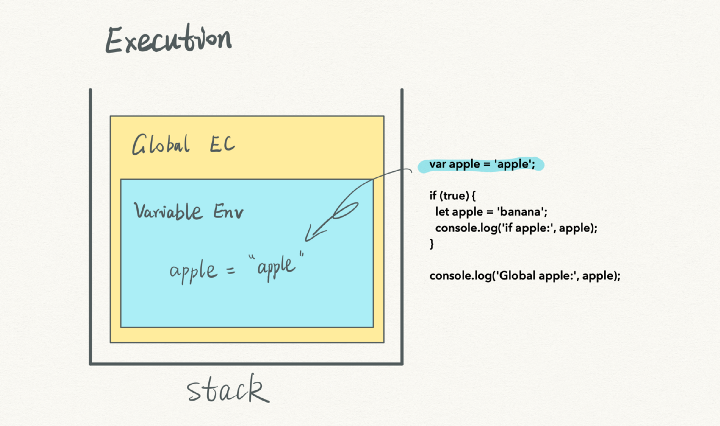 Execution
Global EC
Variable Env
apple = "apple"
stack
var apple = 'apple';
if (true) {
let apple = 'banana';
console.log('if apple:', apple);
}
console.log('Global apple:', apple);